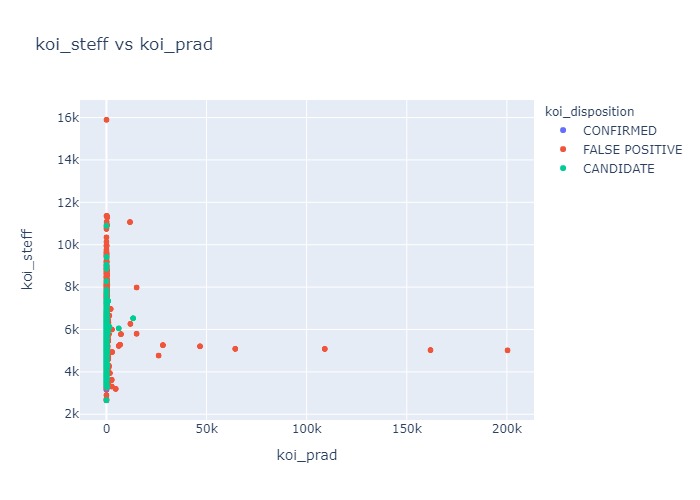 koi_steff vs koi_prad
koi_disposition
CONFIRMED
FALSE POSITIVE
CANDIDATE
16k
14k
12k
10k
8k
6k
4k
2k
koi_steff
0
50k
100k
150k
200k
koi_prad